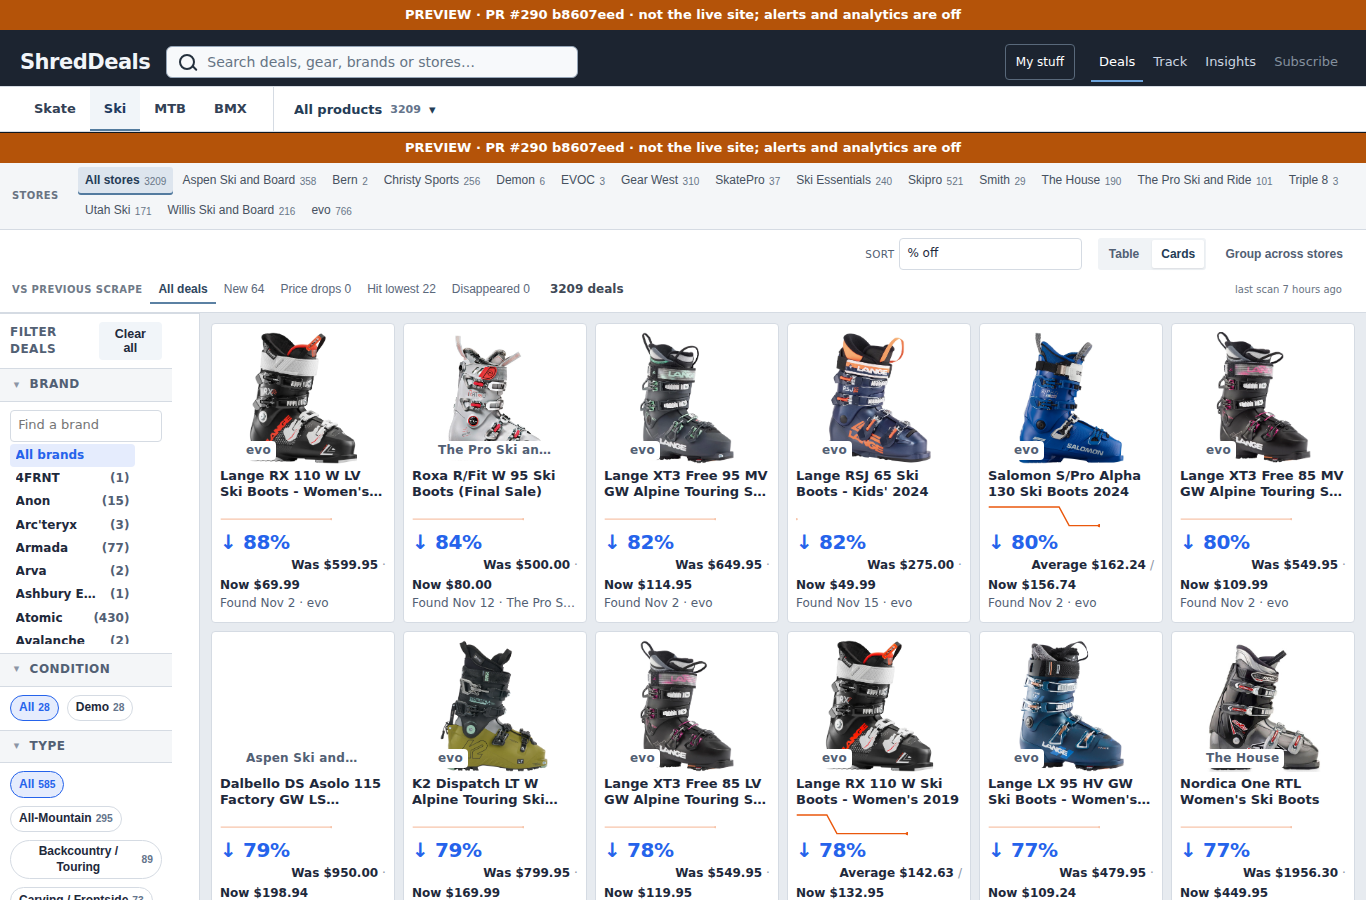 PREVIEW · PR #290 b8607eed · not the live site; alerts and analytics are off
ShredDeals
Search deals, gear, brands or stores…
My stuff
Deals
Track
Insights
Subscribe
Skate
Ski
MTB
BMX
All products 3209 ▾
PREVIEW · PR #290 b8607eed · not the live site; alerts and analytics are off
STORES
All stores 3209 Aspen Ski and Board 358 Bern 2 Christy Sports 256 Demon 6 EVOC 3 Gear West 310 SkatePro 37 Ski Essentials 240 Skipro 521 Smith 29 The House 190 The Pro Ski and Ride 101 Triple 8 3
Utah Ski 171 Willis Ski and Board 216 evo 766
SORT % off
Table Cards
Group across stores
VS PREVIOUS SCRAPE All deals New 64 Price drops 0 Hit lowest 22 Disappeared 0 3209 deals
last scan 7 hours ago
FILTER DEALS
Clear all
▾ BRAND
Find a brand
All brands
4FRNT (1)
Anon (15)
Arc'teryx (3)
Armada (77)
Arva (2)
Ashbury E… (1)
Atomic (430)
Avalanche (2)
▾ CONDITION
All 28
Demo 28
▾ TYPE
All 585
All-Mountain 295
Backcountry / Touring 89
Carving / Frontside 73
evo
Lange RX 110 W LV
Ski Boots - Women's…
↓ 88%
Was $599.95 ·
Now $69.99
Found Nov 2 · evo
The Pro Ski an…
Roxa R/Fit W 95 Ski
Boots (Final Sale)
↓ 84%
Was $500.00 ·
Now $80.00
Found Nov 12 · The Pro S…
evo
Lange XT3 Free 95 MV
GW Alpine Touring S…
↓ 82%
Was $649.95 ·
Now $114.95
Found Nov 2 · evo
evo
Lange RSJ 65 Ski
Boots - Kids' 2024
↓ 82%
Was $275.00 ·
Now $49.99
Found Nov 15 · evo
evo
Salomon S/Pro Alpha
130 Ski Boots 2024
↓ 80%
Average $162.24 /
Now $156.74
Found Nov 2 · evo
evo
Lange XT3 Free 85 MV
GW Alpine Touring S…
↓ 80%
Was $549.95 ·
Now $109.99
Found Nov 2 · evo
Aspen Ski and…
Dalbello DS Asolo 115
Factory GW LS…
↓ 79%
Was $950.00 ·
Now $198.94
evo
K2 Dispatch LT W
Alpine Touring Ski…
↓ 79%
Was $799.95 ·
Now $169.99
evo
Lange XT3 Free 85 LV
GW Alpine Touring S…
↓ 78%
Was $549.95 ·
Now $119.95
evo
Lange RX 110 W Ski
Boots - Women's 2019
↓ 78%
Average $142.63 /
Now $132.95
evo
Lange LX 95 HV GW
Ski Boots - Women's…
↓ 77%
Was $479.95 ·
Now $109.24
The House
Nordica One RTL
Women's Ski Boots
↓ 77%
Was $1956.30 ·
Now $449.95